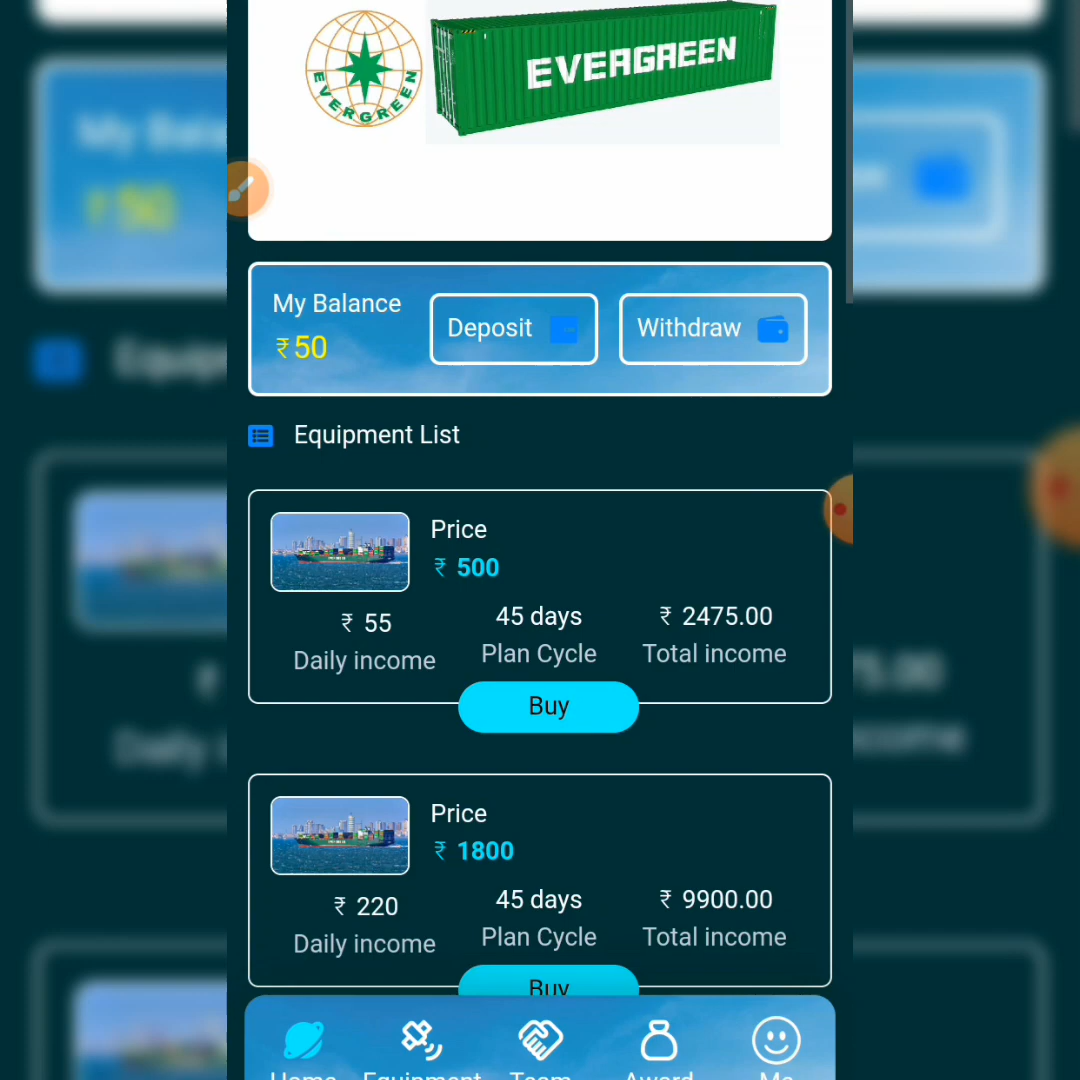 EVERGREEN
EVERGREEN
My Balance
₹50
Deposit
Withdraw
Equipment List
Price
₹ 500
₹ 55
45 days
₹ 2475.00
Daily income
Plan Cycle
Total income
Buy
Price
₹ 1800
₹ 220
45 days
₹ 9900.00
Daily income
Plan Cycle
Total income
Buy
Home
Equipment
Team
Award
Me